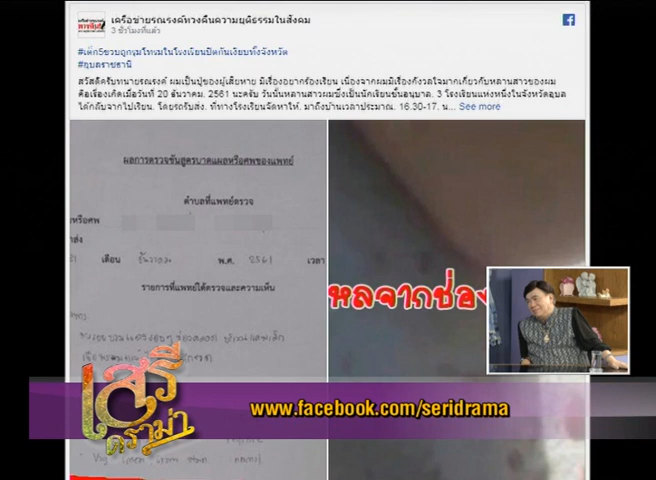 เครือข่ายรณรงค์ทวงคืนความยุติธรรมในสังคม
3 ชั่วโมงที่แล้ว
#เด็ก5ขวบถูกรุมโทรมในโรงเรียนปิดกันเงียบทั้งจังหวัด
#อุบลราชธานี
สวัสดีครับทนายรณรงค์ ผมเป็นปู่ของผู้เสียหาย มีเรื่องอยากร้องเรียน เนื่องจากผมมีเรื่องกังวลใจมากเกี่ยวกับหลานสาวของผม
คือเรื่องเกิดเมื่อวันที่ 20 ธันวาคม. 2561 นะครับ วันนั้นหลานสาวผมซึ่งเป็นนักเรียนชั้นอนุบาล. 3 โรงเรียนแห่งหนึ่งในจังหวัดอุบล
ได้กลับจากไปเรียน. โดยรถรับส่ง. ที่ทางโรงเรียนจัดหาให้. มาถึงบ้านเวลาประมาณ. 16.30-17. น... See more
ผลการตรวจชันสูตรบาดแผลหรือศพของแพทย์
ตำบลที่แพทย์ตรวจ
หรือศพ
เดือน ธันวาคม พ.ศ. 2561 เวลา
รายการที่แพทย์ได้ตรวจและความเห็น
หลจากช่อง
เสรี
ดราม่า
www.facebook.com/seridrama